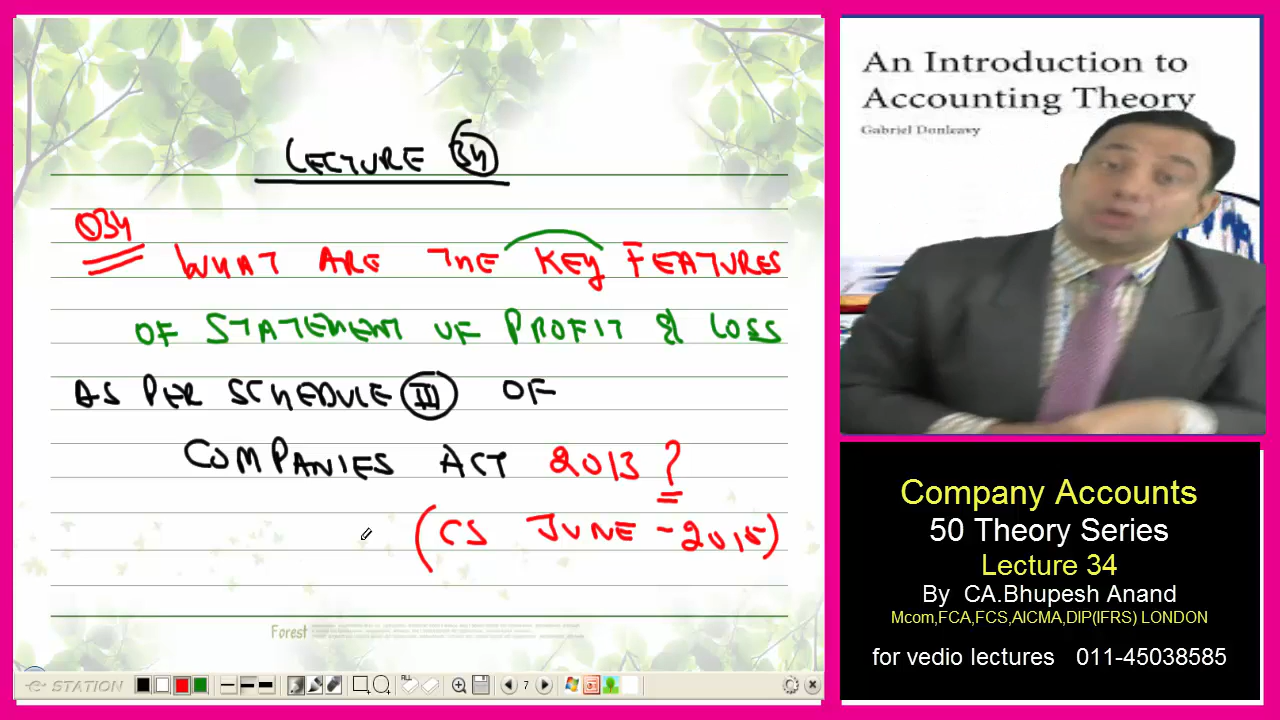 LECTURE 34
Q34 WHAT ARE THE KEY FEATURES
OF STATEMENT OF PROFIT & LOSS
AS PER SCHEDULE III OF
COMPANIES ACT 2013 ?
(CS JUNE - 2015)
Forest
e-STATION
7
An Introduction to
Accounting Theory
Gabriel Donleavy
Company Accounts
50 Theory Series
Lecture 34
By CA.Bhupesh Anand
Mcom,FCA,FCS,AICMA,DIP(IFRS) LONDON
for vedio lectures 011-45038585